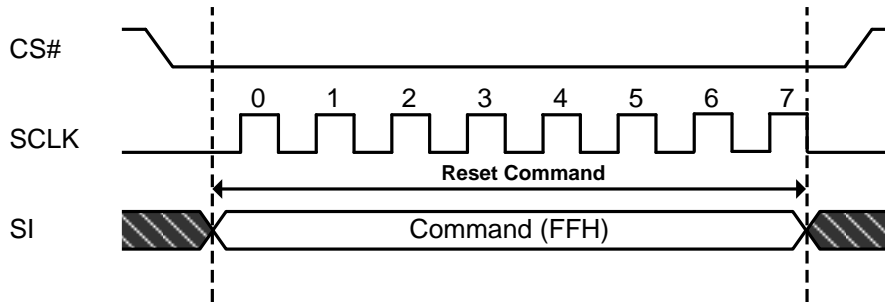 CS#
0 1 2 3 4 5 6 7
SCLK
Reset Command
SI
Command (FFH)